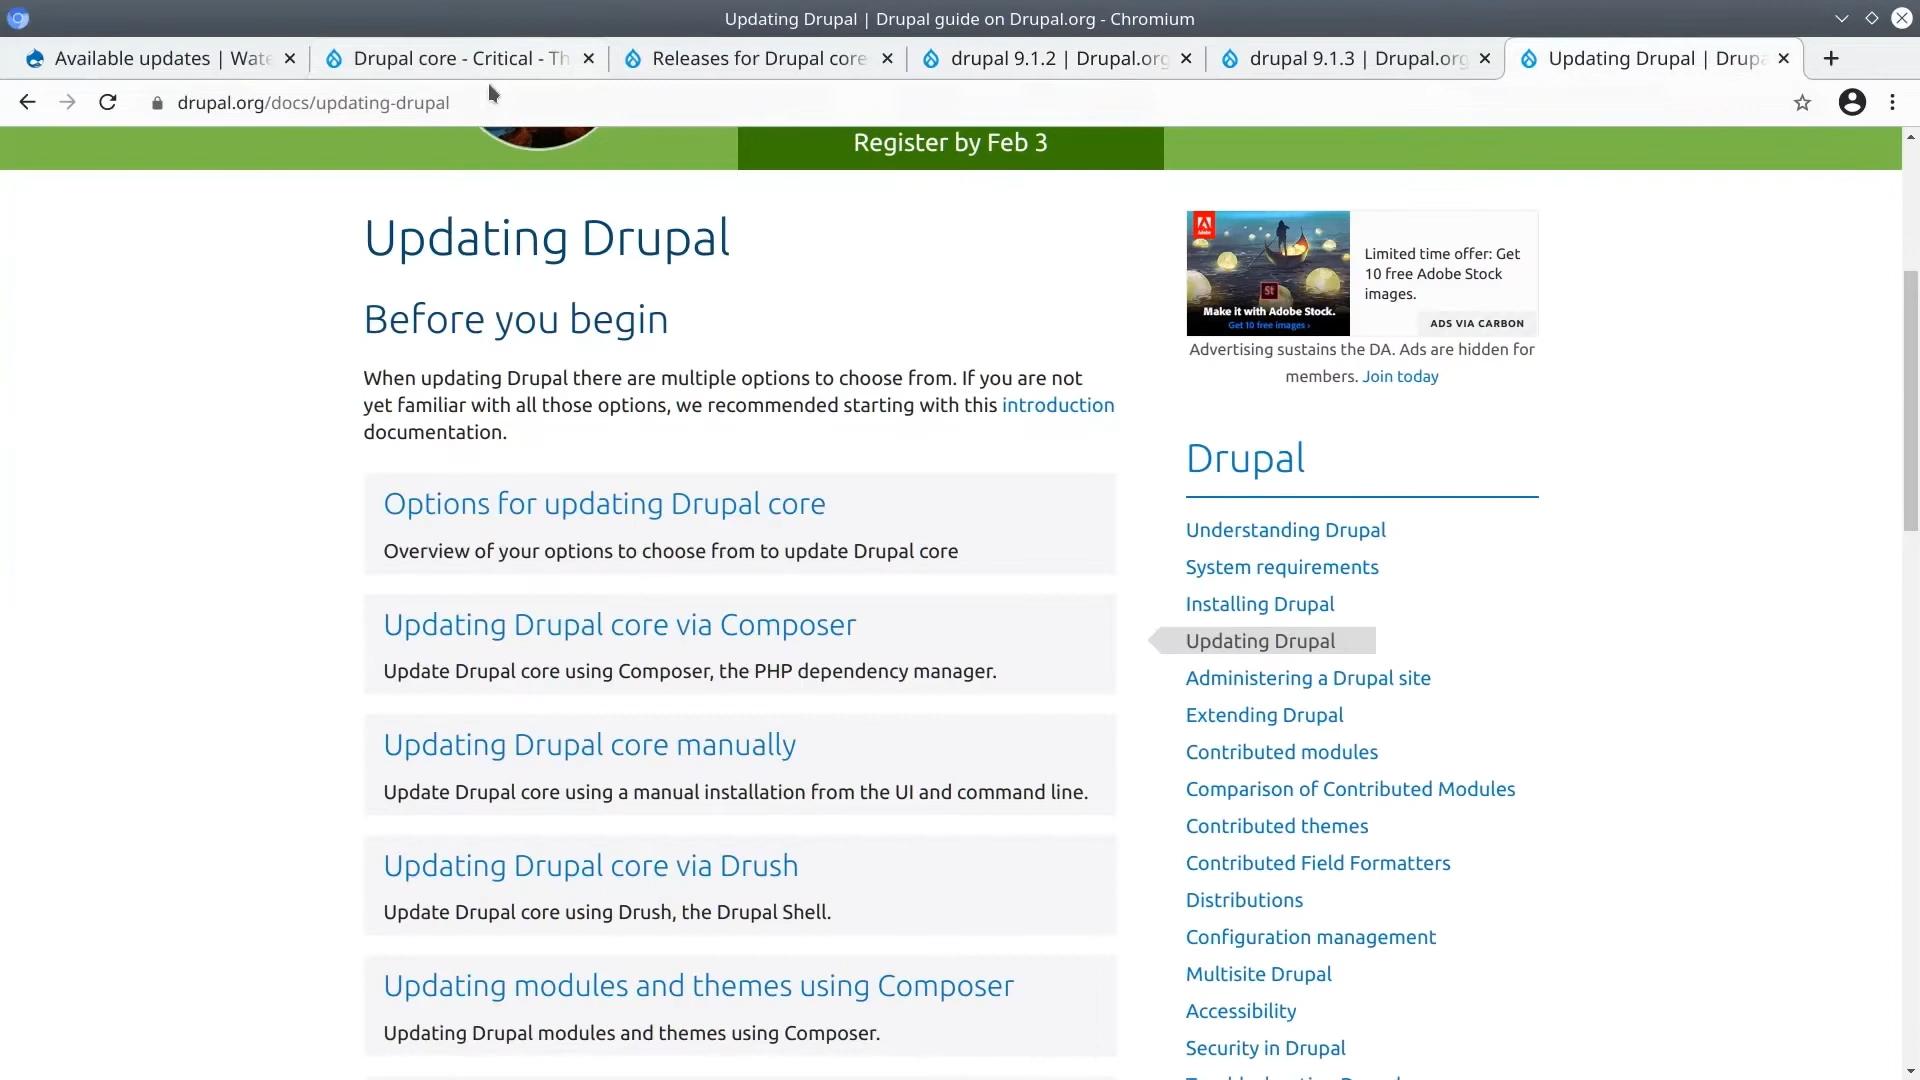 Updating Drupal | Drupal guide on Drupal.org - Chromium
Available updates | Wate
Drupal core - Critical - Th
Releases for Drupal core
drupal 9.1.2 | Drupal.org
drupal 9.1.3 | Drupal.org
Updating Drupal | Drupa
drupal.org/docs/updating-drupal
Register by Feb 3
Updating Drupal
Before you begin
When updating Drupal there are multiple options to choose from. If you are not
yet familiar with all those options, we recommended starting with this introduction
documentation.
Options for updating Drupal core
Overview of your options to choose from to update Drupal core
Updating Drupal core via Composer
Update Drupal core using Composer, the PHP dependency manager.
Updating Drupal core manually
Update Drupal core using a manual installation from the UI and command line.
Updating Drupal core via Drush
Update Drupal core using Drush, the Drupal Shell.
Updating modules and themes using Composer
Updating Drupal modules and themes using Composer.
Adobe
St
Make it with Adobe Stock.
Get 10 free images ›
Limited time offer: Get
10 free Adobe Stock
images.
ADS VIA CARBON
Advertising sustains the DA. Ads are hidden for
members. Join today
Drupal
Understanding Drupal
System requirements
Installing Drupal
Updating Drupal
Administering a Drupal site
Extending Drupal
Contributed modules
Comparison of Contributed Modules
Contributed themes
Contributed Field Formatters
Distributions
Configuration management
Multisite Drupal
Accessibility
Security in Drupal